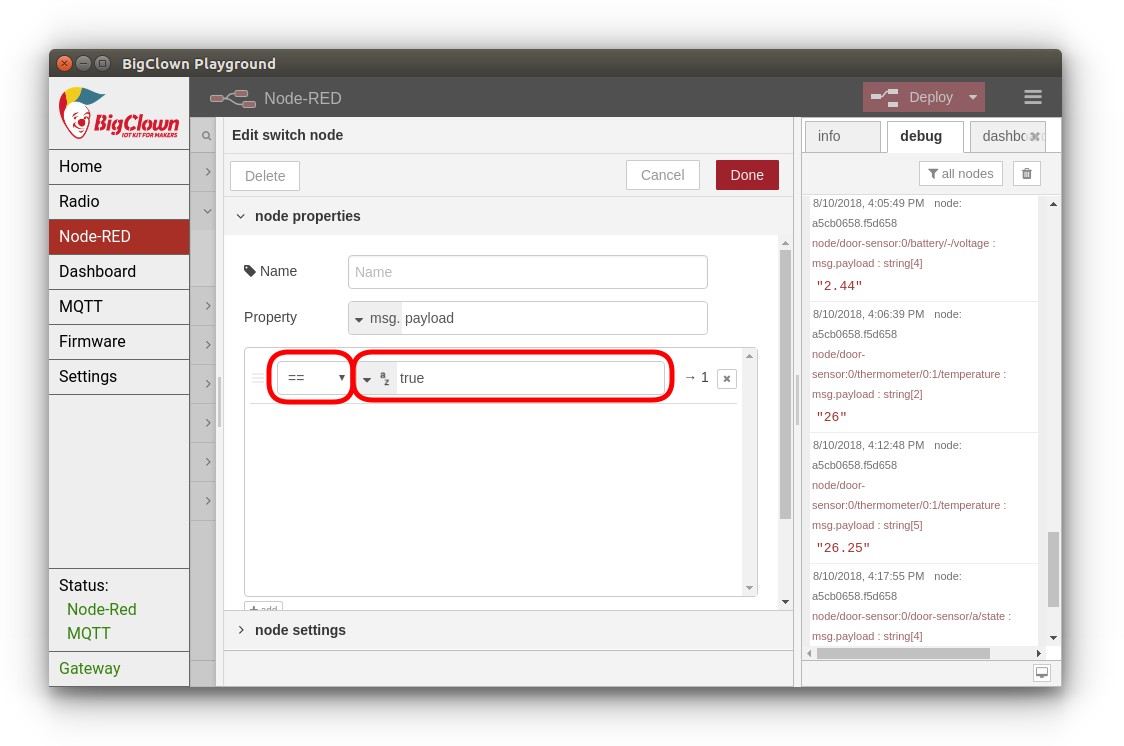 BigClown Playground
BigClown
IOT KIT FOR MAKERS
Home
Radio
Node-RED
Dashboard
MQTT
Firmware
Settings
Status:
Node-Red
MQTT
Gateway
Node-RED
Deploy
Edit switch node
Delete
Cancel
Done
node properties
Name
Name
Property
msg. payload
==
az
true
→ 1
+ add
node settings
info
debug
dashbo
all nodes
8/10/2018, 4:05:49 PM node:
a5cb0658.f5d658
node/door-sensor:0/battery/-/voltage :
msg.payload : string[4]
"2.44"
8/10/2018, 4:06:39 PM node:
a5cb0658.f5d658
node/door-
sensor:0/thermometer/0:1/temperature :
msg.payload : string[2]
"26"
8/10/2018, 4:12:48 PM node:
a5cb0658.f5d658
node/door-
sensor:0/thermometer/0:1/temperature :
msg.payload : string[5]
"26.25"
8/10/2018, 4:17:55 PM node:
a5cb0658.f5d658
node/door-sensor:0/door-sensor/a/state :
msg.payload : string[4]